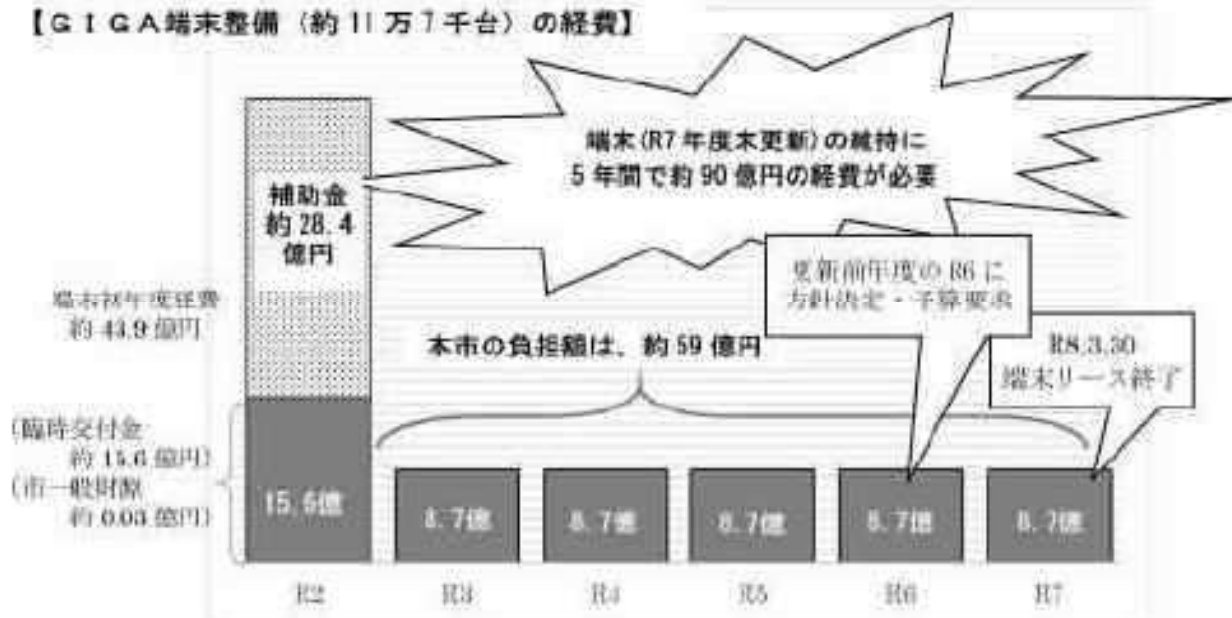 【GIGA端末整備（約11万7千台）の経費】
端末(R7年度末更新)の維持に
5年間で約90億円の経費が必要
補助金
約28.4
億円
更新前年度のR6に
方針決定・予算要求
端末初年度経費
約43.9億円
本市の負担額は、約59億円
R8.3.30
端末リース終了
(臨時交付金
約15.6億円)
(市一般財源
約0.03億円)
15.6億
8.7億
8.7億
8.7億
8.7億
8.7億
R2
R3
R4
R5
R6
R7